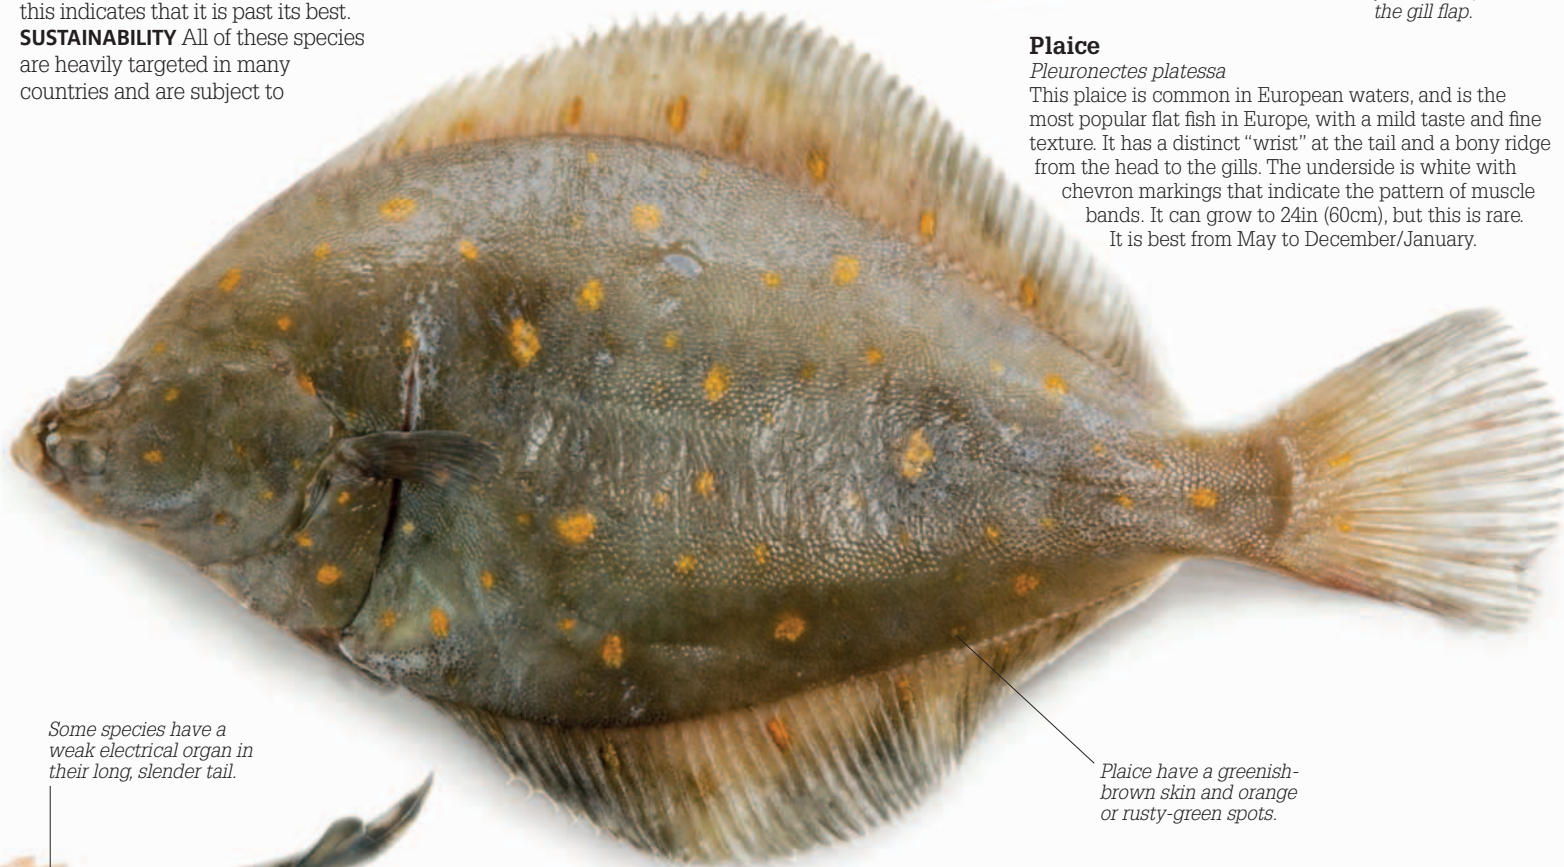 this indicates that it is past its best.
SUSTAINABILITY All of these species
are heavily targeted in many
countries and are subject to
the gill flap.
Plaice
Pleuronectes platessa
This plaice is common in European waters, and is the
most popular flat fish in Europe, with a mild taste and fine
texture. It has a distinct “wrist” at the tail and a bony ridge
from the head to the gills. The underside is white with
chevron markings that indicate the pattern of muscle
bands. It can grow to 24in (60cm), but this is rare.
It is best from May to December/January.
Some species have a
weak electrical organ in
their long, slender tail.
Plaice have a greenish-
brown skin and orange
or rusty-green spots.